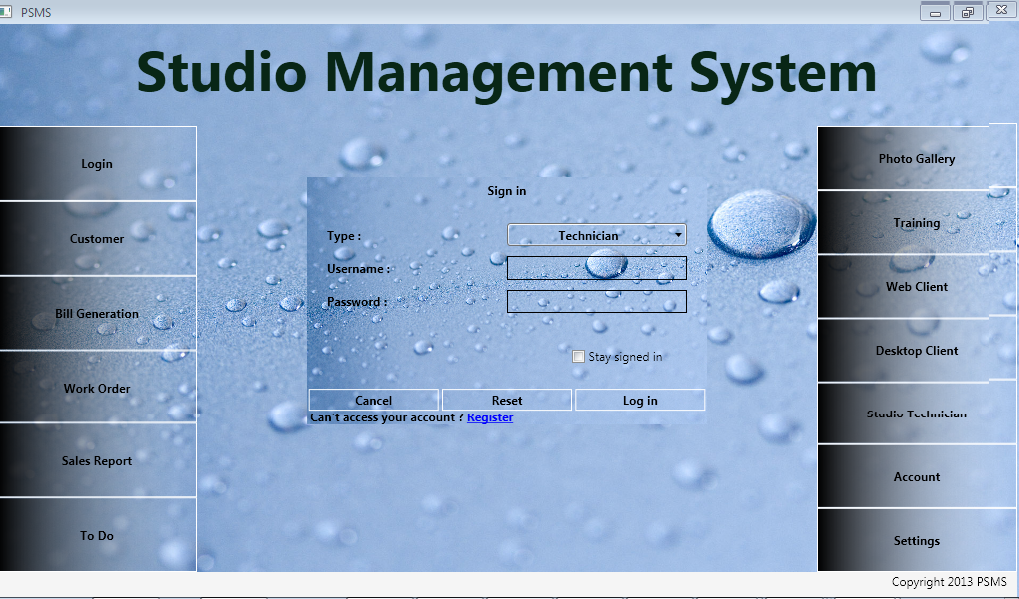 PSMS
Studio Management System
Login
Customer
Bill Generation
Work Order
Sales Report
To Do
Sign in
Type :
Technician
Username :
Password :
Stay signed in
Cancel
Reset
Log in
Can't access your account ? Register
Photo Gallery
Training
Web Client
Desktop Client
Studio Technician
Account
Settings
Copyright 2013 PSMS